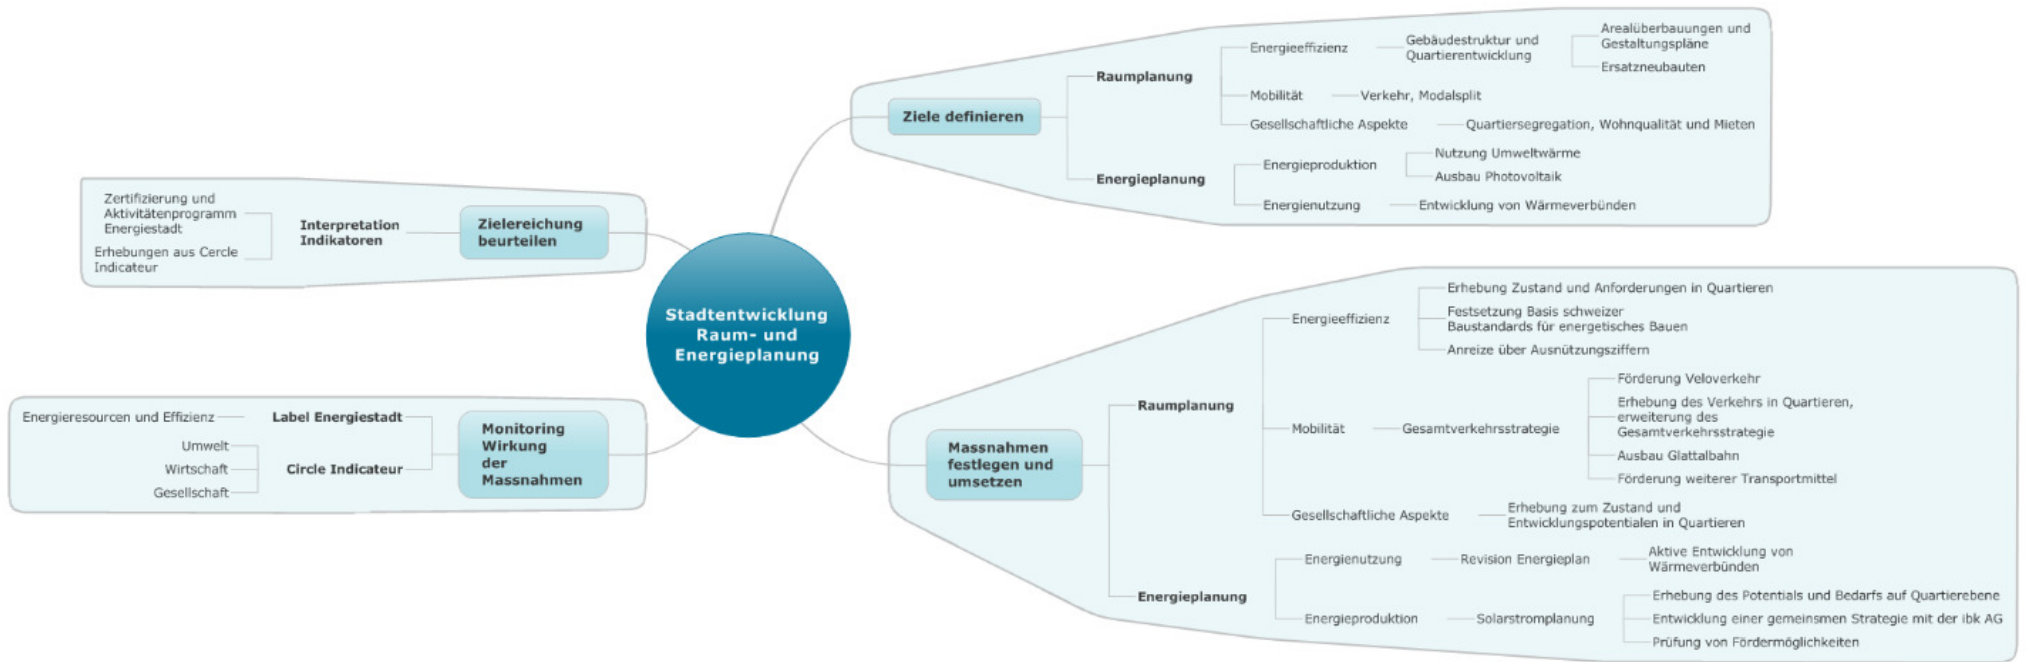 Stadtentwicklung
Raum- und
Energieplanung
Ziele definieren
Raumplanung
Energieeffizienz
Gebäudestruktur und
Quartierentwicklung
Arealüberbauungen und
Gestaltungspläne
Ersatzneubauten
Mobilität
Verkehr, Modalsplit
Gesellschaftliche Aspekte
Quartiersegregation, Wohnqualität und Mieten
Energieplanung
Energieproduktion
Nutzung Umweltwärme
Ausbau Photovoltaik
Energienutzung
Entwicklung von Wärmeverbünden
Massnahmen
festlegen und
umsetzen
Raumplanung
Energieeffizienz
Erhebung Zustand und Anforderungen in Quartieren
Festsetzung Basis schweizer
Baustandards für energetisches Bauen
Anreize über Ausnützungsziffern
Mobilität
Gesamtverkehrsstrategie
Förderung Veloverkehr
Erhebung des Verkehrs in Quartieren,
erweiterung des
Gesamtverkehrsstrategie
Ausbau Glattalbahn
Förderung weiterer Transportmittel
Gesellschaftliche Aspekte
Erhebung zum Zustand und
Entwicklungspotentialen in Quartieren
Energieplanung
Energienutzung
Revision Energieplan
Aktive Entwicklung von
Wärmeverbünden
Energieproduktion
Solarstromplanung
Erhebung des Potentials und Bedarfs auf Quartierebene
Entwicklung einer gemeinsmen Strategie mit der ibk AG
Prüfung von Fördermöglichkeiten
Monitoring
Wirkung
der
Massnahmen
Label Energiestadt
Energieresourcen und Effizienz
Circle Indicateur
Umwelt
Wirtschaft
Gesellschaft
Zielereichung
beurteilen
Interpretation
Indikatoren
Zertifizierung und
Aktivitätenprogramm
Energiestadt
Erhebungen aus Cercle
Indicateur